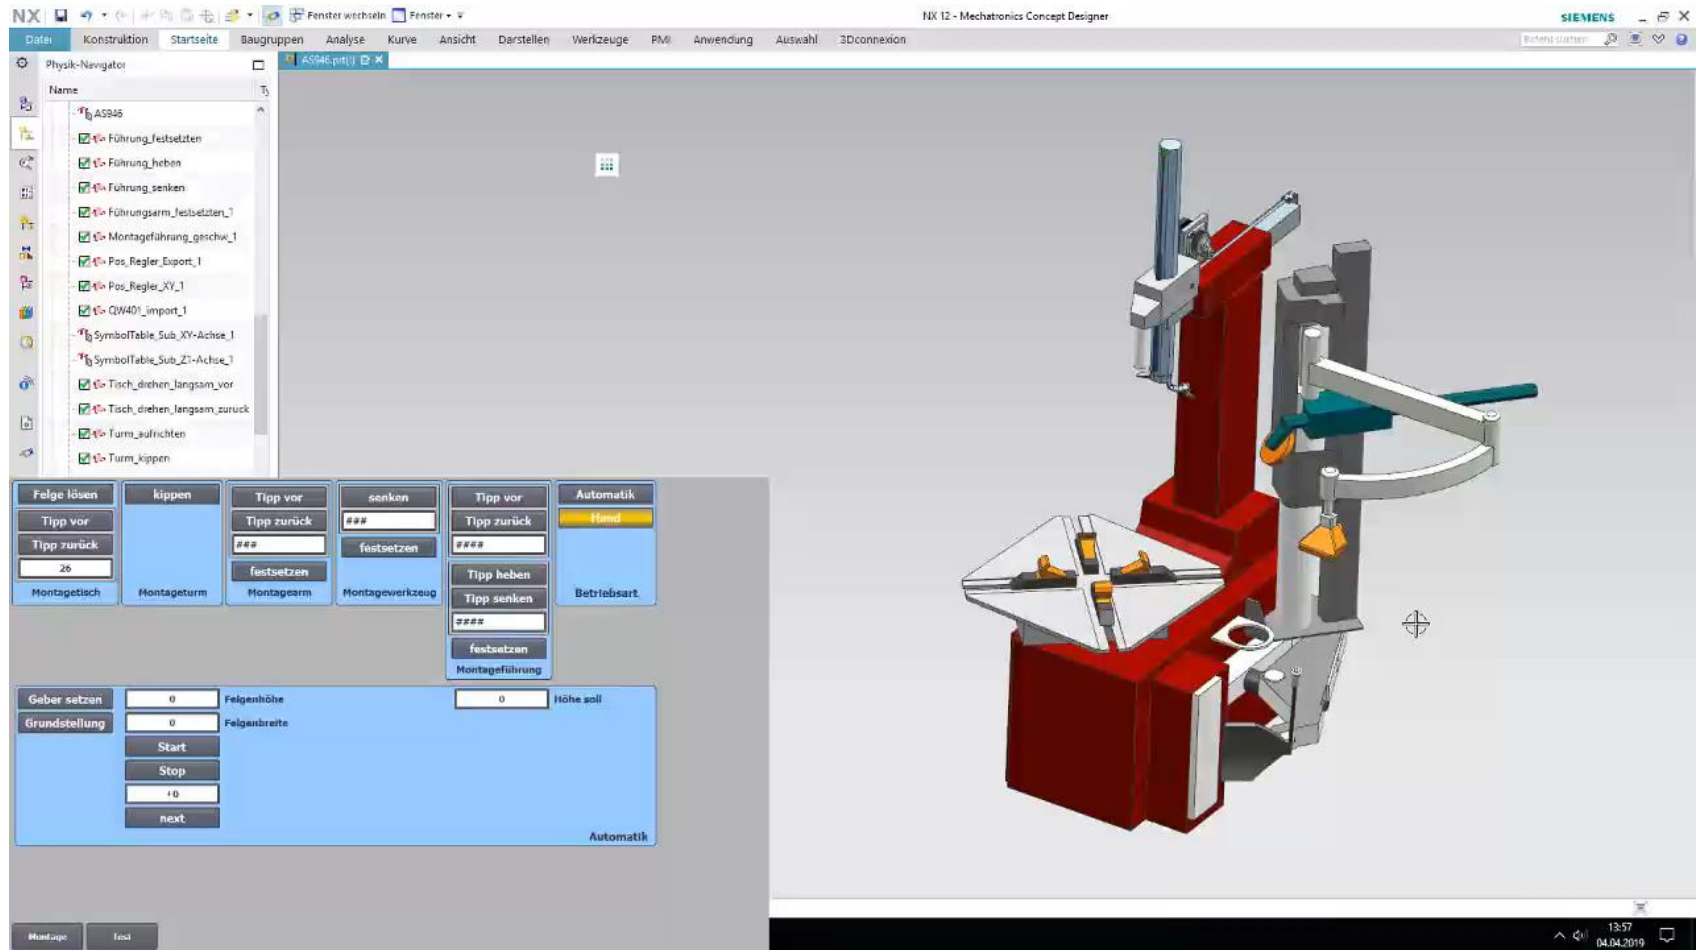 NX
Fenster wechseln Fenster
NX 12 - Mechatronics Concept Designer
SIEMENS
Datei Konstruktion Startseite Baugruppen Analyse Kurve Ansicht Darstellen Werkzeuge PMI Anwendung Auswahl 3Dconnexion
Physik-Navigator
AS946.prt(1)
Name
AS946
Führung_festsetzten
Führung_heben
Führung_senken
Führungsarm_festsetzten_1
Montageführung_geschw_1
Pos_Regler_Export_1
Pos_Regler_XY_1
QW401_import_1
SymbolTable_Sub_XY-Achse_1
SymbolTable_Sub_Z1-Achse_1
Tisch_drehen_langsam_vor
Tisch_drehen_langsam_zuruck
Turm_aufrichten
Turm_kippen
Felge lösen
Tipp vor
Tipp zurück
26
Montagetisch
kippen
Montageturm
Tipp vor
Tipp zurück
###
festsetzen
Montagearm
senken
###
festsetzen
Montagewerkzeug
Tipp vor
Tipp zurück
####
Tipp heben
Tipp senken
####
festsetzen
Montageführung
Automatik
Hand
Betriebsart
Geber setzen 0 Felgenhöhe 0 Höhe soll
Grundstellung 0 Felgenbreite
Start
Stop
+0
next
Automatik
Montage Test
13:57
04.04.2019